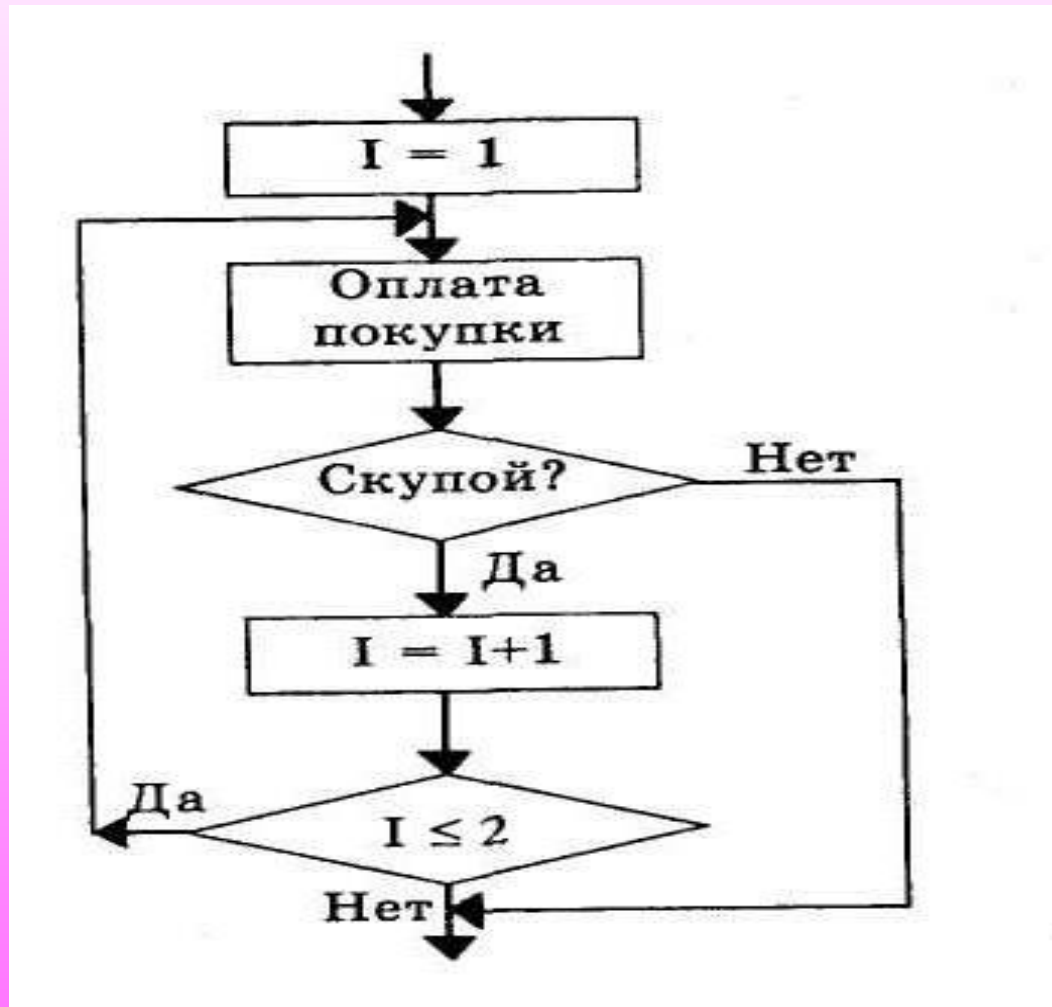 I = 1
Оплата
покупки
Скупой?
Нет
Да
I = I+1
Да
I ≤ 2
Нет